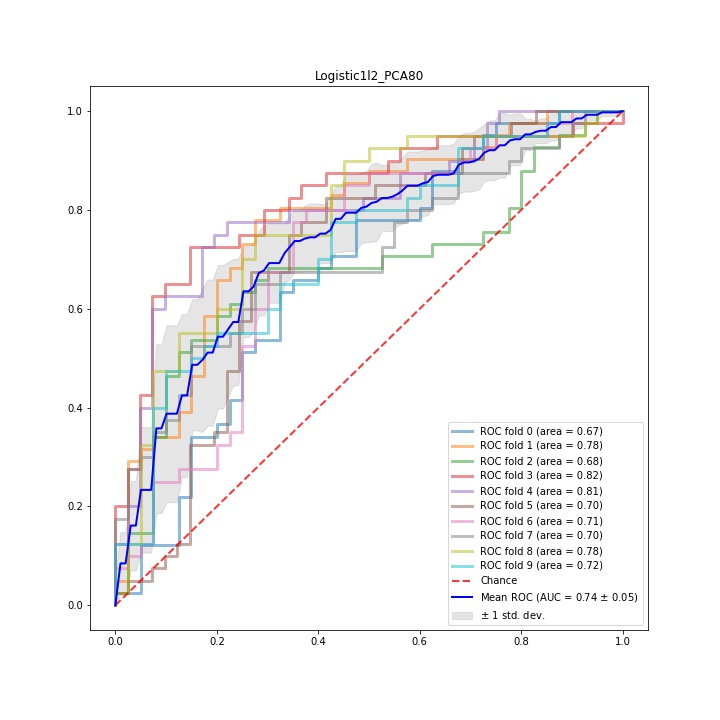 Logistic1l2_PCA80
1.0
0.8
0.6
0.4
0.2
0.0
0.0 0.2 0.4 0.6 0.8 1.0
ROC fold 0 (area = 0.67)
ROC fold 1 (area = 0.78)
ROC fold 2 (area = 0.68)
ROC fold 3 (area = 0.82)
ROC fold 4 (area = 0.81)
ROC fold 5 (area = 0.70)
ROC fold 6 (area = 0.71)
ROC fold 7 (area = 0.70)
ROC fold 8 (area = 0.78)
ROC fold 9 (area = 0.72)
Chance
Mean ROC (AUC = 0.74 ± 0.05)
± 1 std. dev.